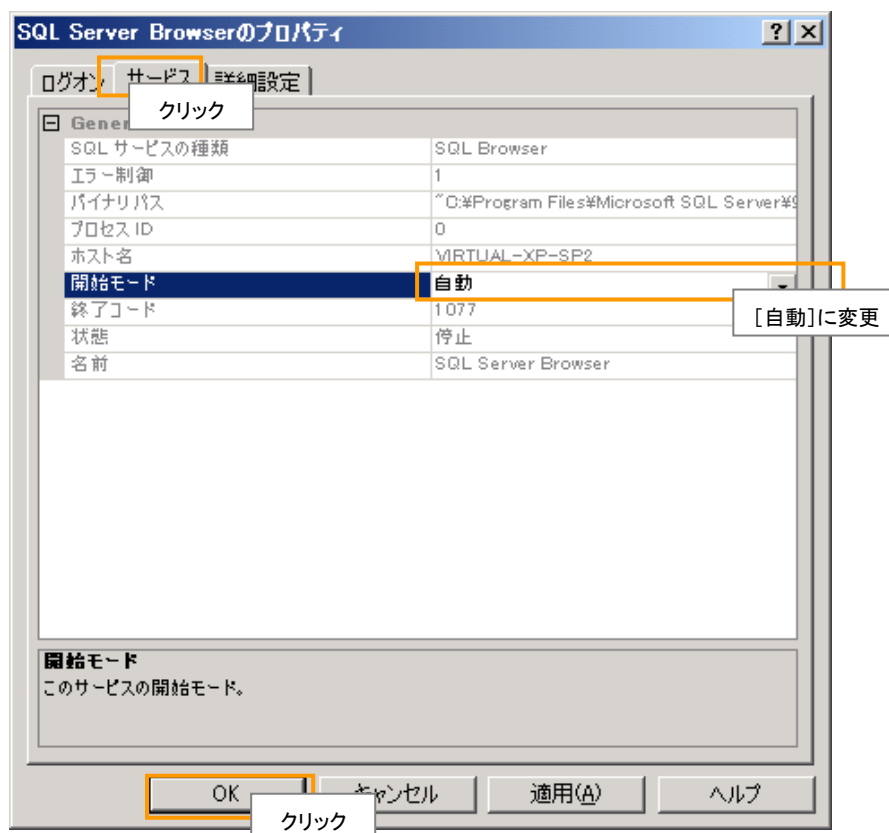 SQL Server Browserのプロパティ
ログオン サービス 詳細設定
クリック
Gener
SQL サービスの種類 SQL Browser
エラー制御 1
バイナリ パス "C:¥Program Files¥Microsoft SQL Server¥9
プロセス ID 0
ホスト名 VIRTUAL-XP-SP2
開始モード 自動
終了コード 1077
[自動]に変更
状態 停止
名前 SQL Server Browser
開始モード
このサービスの開始モード。
OK キャンセル 適用(A) ヘルプ
クリック